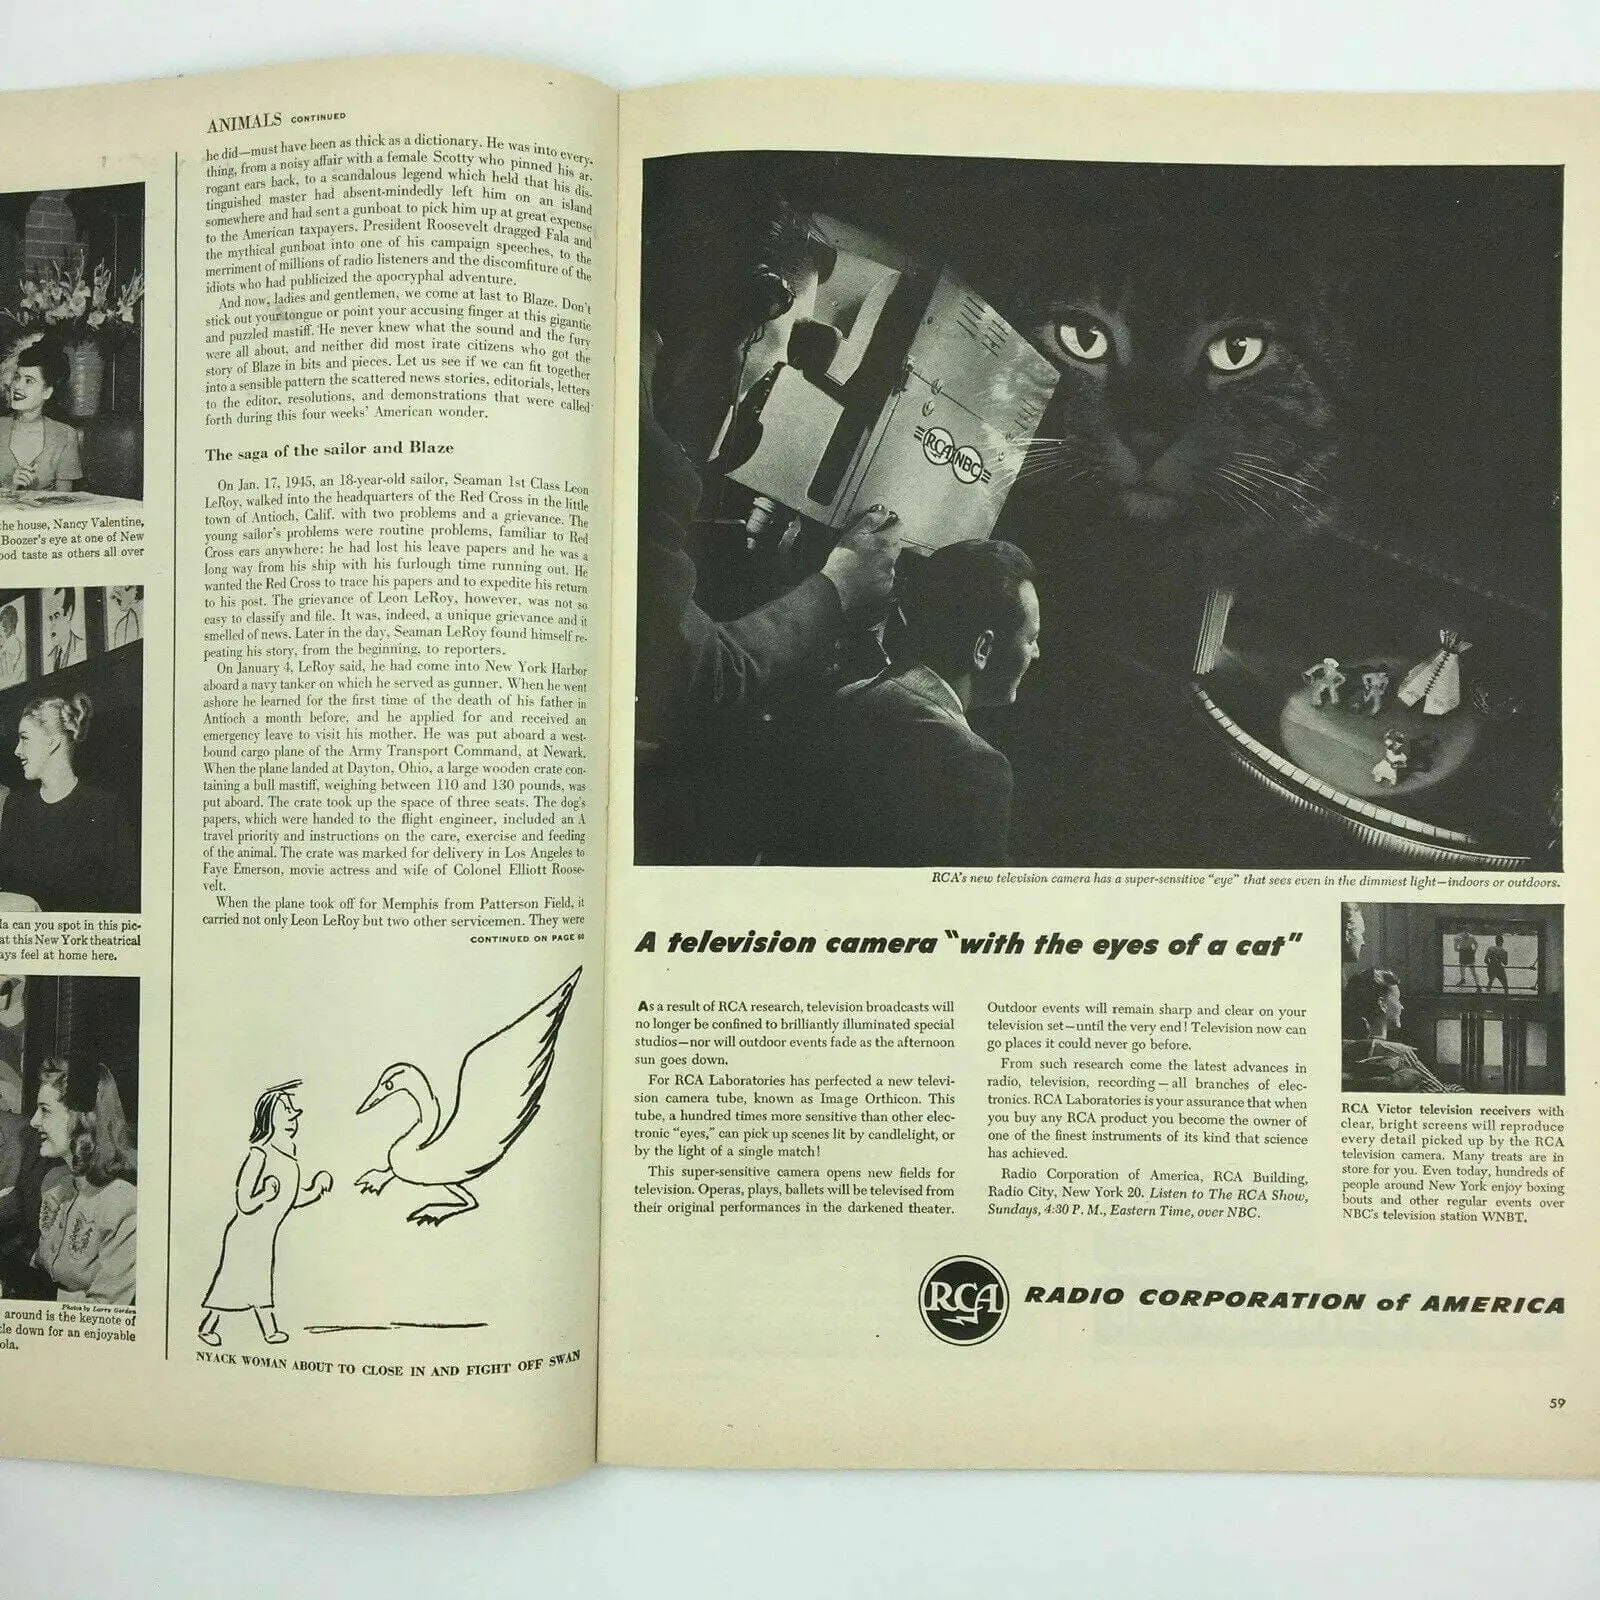 he house, Nancy Valentine,
Boozer's eye at one of New
ood taste as others all over
la can you spot in this pic-
at this New York theatrical
ays feel at home here.
Photos by Larry Gordon
around is the keynote of
tle down for an enjoyable
ola.
ANIMALS CONTINUED
he did—must have been as thick as a dictionary. He was into every-
thing, from a noisy affair with a female Scotty who pinned his ar-
rogant ears back, to a scandalous legend which held that his dis-
tinguished master had absent-mindedly left him on an island
somewhere and had sent a gunboat to pick him up at great expense
to the American taxpayers. President Roosevelt dragged Fala and
the mythical gunboat into one of his campaign speeches, to the
merriment of millions of radio listeners and the discomfiture of the
idiots who had publicized the apocryphal adventure.
And now, ladies and gentlemen, we come at last to Blaze. Don't
stick out your tongue or point your accusing finger at this gigantic
and puzzled mastiff. He never knew what the sound and the fury
were all about, and neither did most irate citizens who got the
story of Blaze in bits and pieces. Let us see if we can fit together
into a sensible pattern the scattered news stories, editorials, letters
to the editor, resolutions, and demonstrations that were called
forth during this four weeks' American wonder.
The saga of the sailor and Blaze
On Jan. 17, 1945, an 18-year-old sailor, Seaman 1st Class Leon
LeRoy, walked into the headquarters of the Red Cross in the little
town of Antioch, Calif. with two problems and a grievance. The
young sailor's problems were routine problems, familiar to Red
Cross ears anywhere: he had lost his leave papers and he was a
long way from his ship with his furlough time running out. He
wanted the Red Cross to trace his papers and to expedite his return
to his post. The grievance of Leon LeRoy, however, was not so
easy to classify and file. It was, indeed, a unique grievance and it
smelled of news. Later in the day, Seaman LeRoy found himself re-
peating his story, from the beginning, to reporters.
On January 4, LeRoy said, he had come into New York Harbor
aboard a navy tanker on which he served as gunner. When he went
ashore he learned for the first time of the death of his father in
Antioch a month before, and he applied for and received an
emergency leave to visit his mother. He was put aboard a west-
bound cargo plane of the Army Transport Command, at Newark.
When the plane landed at Dayton, Ohio, a large wooden crate con-
taining a bull mastiff, weighing between 110 and 130 pounds, was
put aboard. The crate took up the space of three seats. The dog's
papers, which were handed to the flight engineer, included an A
travel priority and instructions on the care, exercise and feeding
of the animal. The crate was marked for delivery in Los Angeles to
Faye Emerson, movie actress and wife of Colonel Elliott Roose-
velt.
When the plane took off for Memphis from Patterson Field, it
carried not only Leon LeRoy but two other servicemen. They were
CONTINUED ON PAGE 60
NYACK WOMAN ABOUT TO CLOSE IN AND FIGHT OFF SWAN
RCA NBC
RCA's new television camera has a super-sensitive "eye" that sees even in the dimmest light—indoors or outdoors.
A television camera "with the eyes of a cat"
As a result of RCA research, television broadcasts will
no longer be confined to brilliantly illuminated special
studios—nor will outdoor events fade as the afternoon
sun goes down.
For RCA Laboratories has perfected a new televi-
sion camera tube, known as Image Orthicon. This
tube, a hundred times more sensitive than other elec-
tronic "eyes," can pick up scenes lit by candlelight, or
by the light of a single match!
This super-sensitive camera opens new fields for
television. Operas, plays, ballets will be televised from
their original performances in the darkened theater.
Outdoor events will remain sharp and clear on your
television set—until the very end! Television now can
go places it could never go before.
From such research come the latest advances in
radio, television, recording—all branches of elec-
tronics. RCA Laboratories is your assurance that when
you buy any RCA product you become the owner of
one of the finest instruments of its kind that science
has achieved.
Radio Corporation of America, RCA Building,
Radio City, New York 20. Listen to The RCA Show,
Sundays, 4:30 P. M., Eastern Time, over NBC.
RCA Victor television receivers with
clear, bright screens will reproduce
every detail picked up by the RCA
television camera. Many treats are in
store for you. Even today, hundreds of
people around New York enjoy boxing
bouts and other regular events over
NBC's television station WNBT.
RCA
RADIO CORPORATION of AMERICA
59